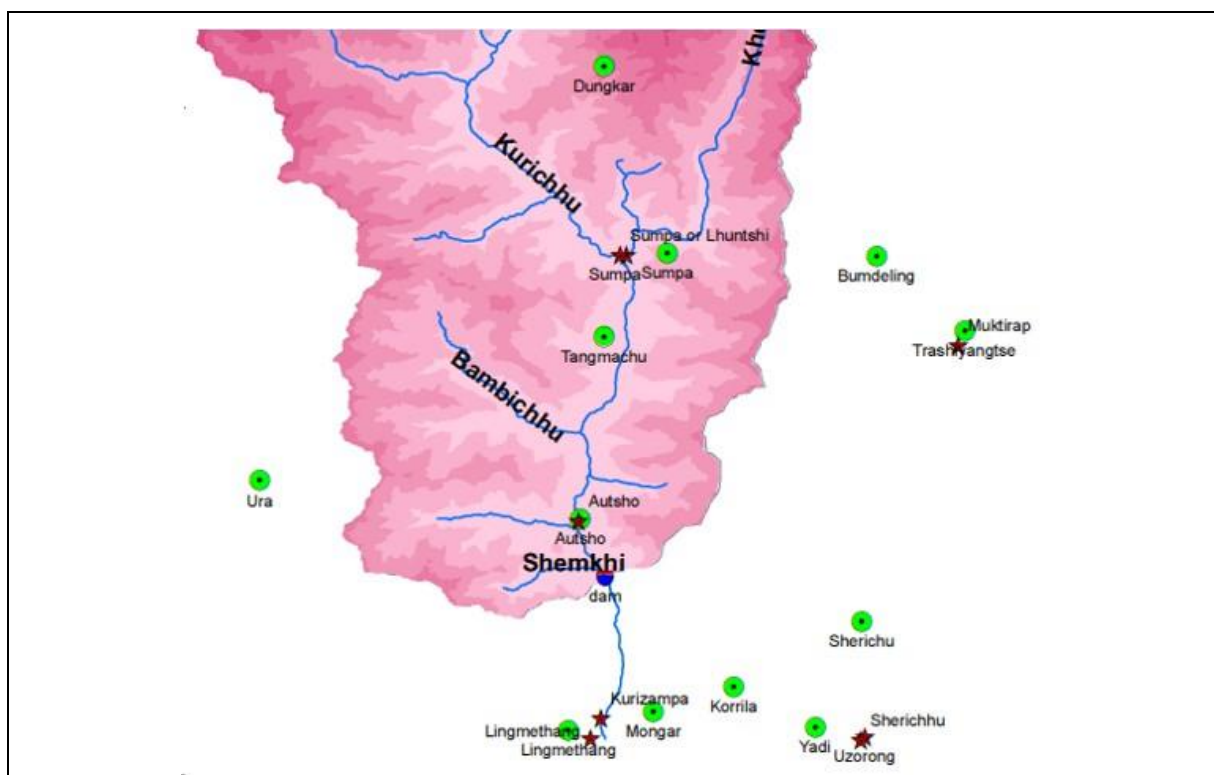 Kho
Dungkar
Kurichhu
Sumpa or Lhuntshi
Sumpa
Sumpa
Bumdeling
Muktirap
Trashiyangtse
Tangmachu
Bambichhu
Ura
Autsho
Autsho
Shemkhi
dam
Sherichu
Kurizampa
Korrila
Lingmethang
Mongar
Lingmethang
Sherichhu
Yadi
Uzorong